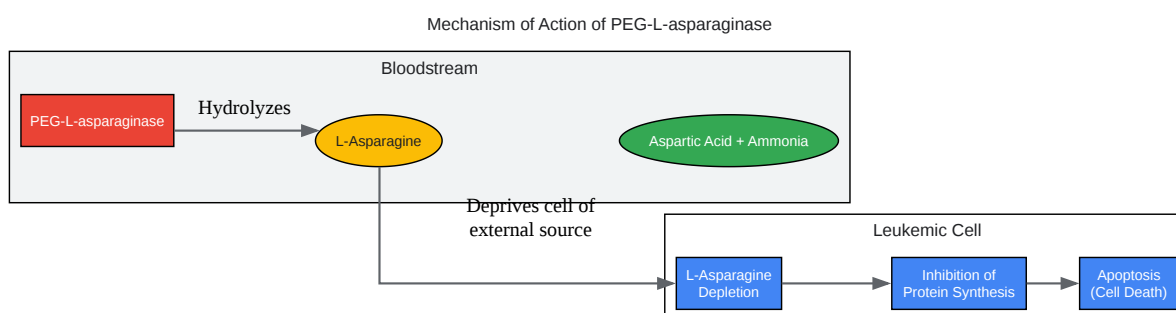 Mechanism of Action of PEG-L-asparaginase
Bloodstream
PEG-L-asparaginase
Hydrolyzes
L-Asparagine
Aspartic Acid + Ammonia
Deprives cell of
external source
Leukemic Cell
L-Asparagine
Depletion
Inhibition of
Protein Synthesis
Apoptosis
(Cell Death)